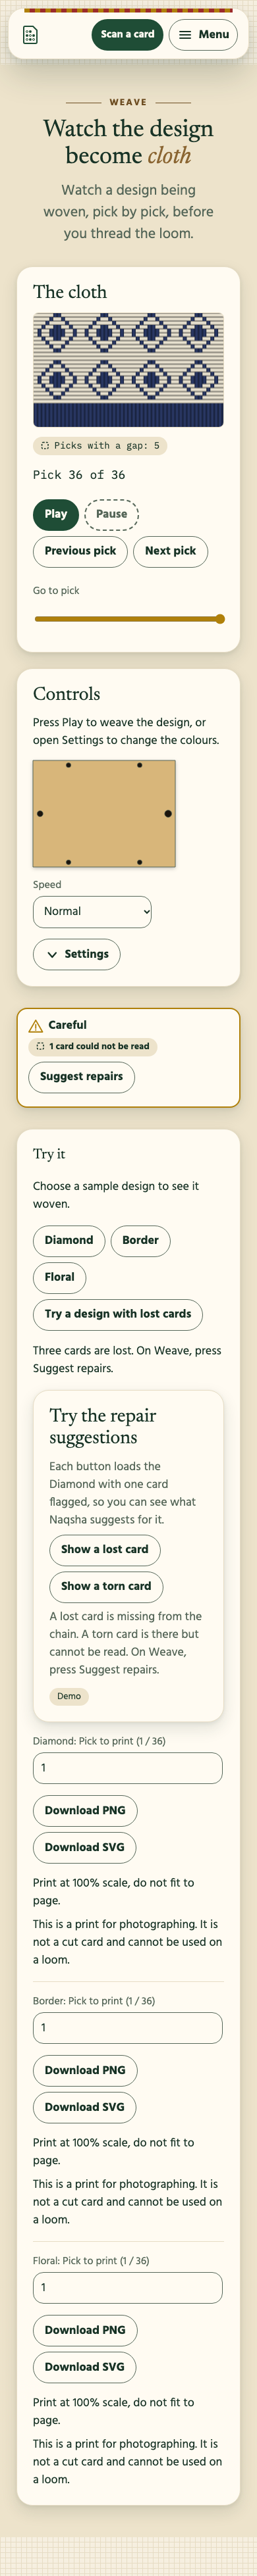 Scan a card
Menu
WEAVE
Watch the design
become cloth
Watch a design being
woven, pick by pick, before
you thread the loom.
The cloth
Picks with a gap: 5
Pick 36 of 36
Play
Pause
Previous pick
Next pick
Go to pick
Controls
Press Play to weave the design, or
open Settings to change the colours.
Speed
Normal
Settings
Careful
1 card could not be read
Suggest repairs
Try it
Choose a sample design to see it
woven.
Diamond
Border
Floral
Try a design with lost cards
Three cards are lost. On Weave, press
Suggest repairs.
Try the repair
suggestions
Each button loads the
Diamond with one card
flagged, so you can see what
Naqsha suggests for it.
Show a lost card
Show a torn card
A lost card is missing from the
chain. A torn card is there but
cannot be read. On Weave,
press Suggest repairs.
Demo
Diamond: Pick to print (1 / 36)
1
Download PNG
Download SVG
Print at 100% scale, do not fit to
page.
This is a print for photographing. It is
not a cut card and cannot be used on
a loom.
Border: Pick to print (1 / 36)
1
Download PNG
Download SVG
Print at 100% scale, do not fit to
page.
This is a print for photographing. It is
not a cut card and cannot be used on
a loom.
Floral: Pick to print (1 / 36)
1
Download PNG
Download SVG
Print at 100% scale, do not fit to
page.
This is a print for photographing. It is
not a cut card and cannot be used on
a loom.